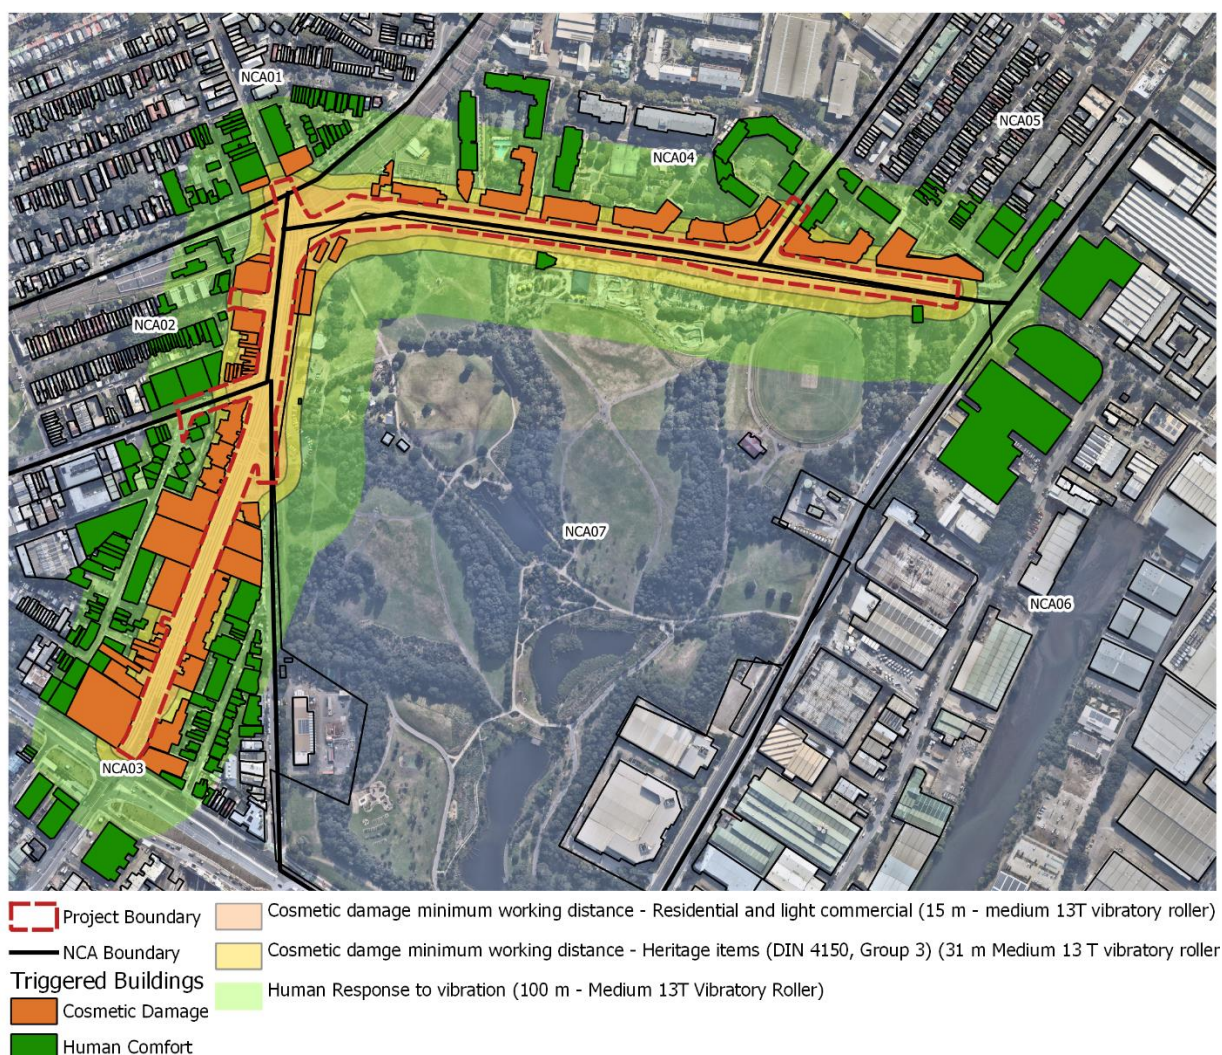 NCA01
NCA05
NCA04
NCA02
NCA07
NCA06
NCA03
Project Boundary
NCA Boundary
Triggered Buildings
Cosmetic Damage
Human Comfort
Cosmetic damage minimum working distance - Residential and light commercial (15 m - medium 13T vibratory roller)
Cosmetic damge minimum working distance - Heritage items (DIN 4150, Group 3) (31 m Medium 13 T vibratory roller
Human Response to vibration (100 m - Medium 13T Vibratory Roller)